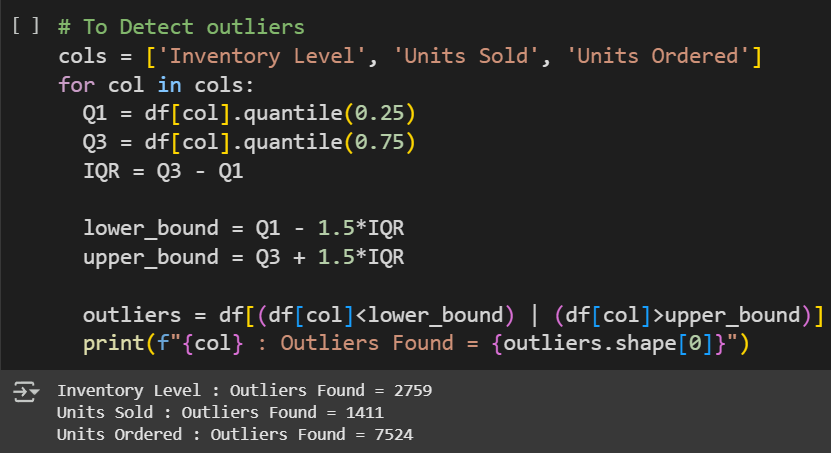 [ ] # To Detect outliers
cols = ['Inventory Level', 'Units Sold', 'Units Ordered']
for col in cols:
  Q1 = df[col].quantile(0.25)
  Q3 = df[col].quantile(0.75)
  IQR = Q3 - Q1

  lower_bound = Q1 - 1.5*IQR
  upper_bound = Q3 + 1.5*IQR

  outliers = df[(df[col]<lower_bound) | (df[col]>upper_bound)]
  print(f"{col} : Outliers Found = {outliers.shape[0]}")
Inventory Level : Outliers Found = 2759
Units Sold : Outliers Found = 1411
Units Ordered : Outliers Found = 7524